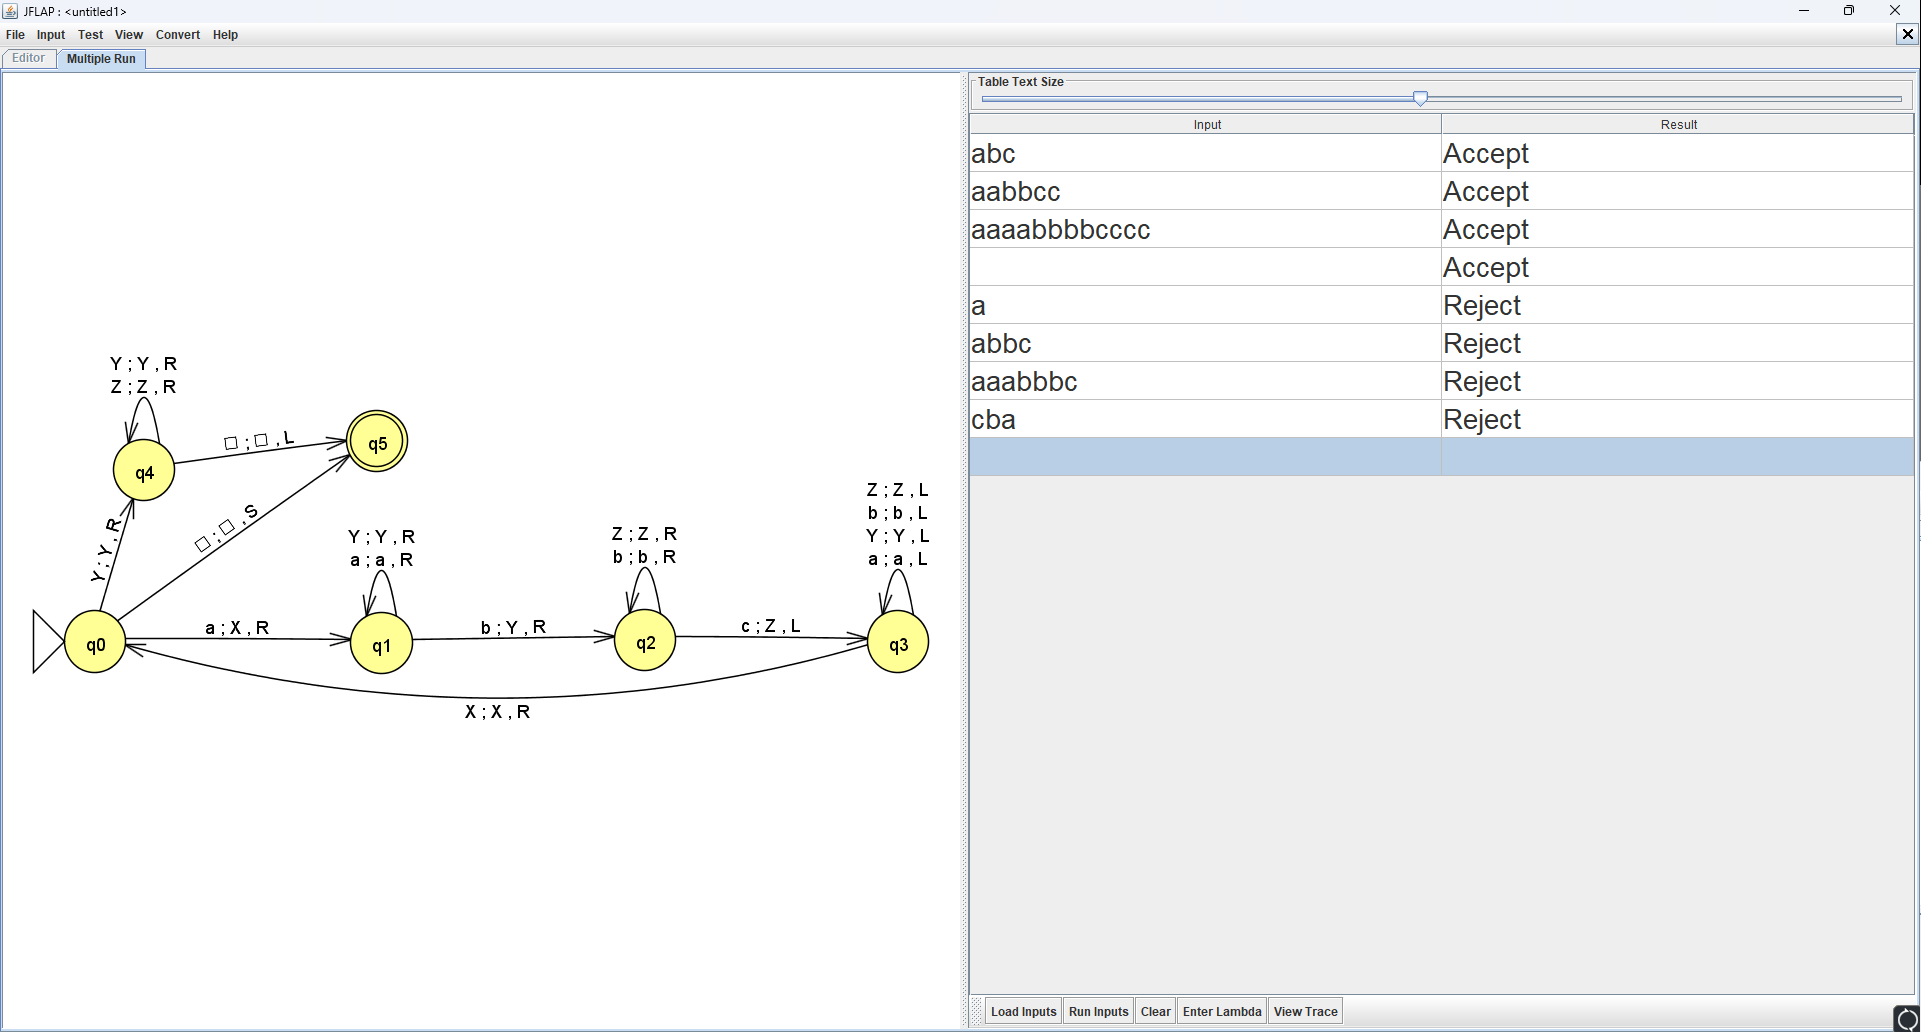 JFLAP : <untitled1>
File Input Test View Convert Help
Editor Multiple Run
Table Text Size
Input Result
abc Accept
aabbcc Accept
aaaabbbbcccc Accept
Accept
a Reject
abbc Reject
aaabbbc Reject
cba Reject
Y ; Y , R
Z ; Z , R
q4
□ ; □ , L
q5
Y ; Y , R
□ ; □ , S
q0
a ; X , R
Y ; Y , R
a ; a , R
q1
b ; Y , R
Z ; Z , R
b ; b , R
q2
c ; Z , L
Z ; Z , L
b ; b , L
Y ; Y , L
a ; a , L
q3
X ; X , R
Load Inputs Run Inputs Clear Enter Lambda View Trace